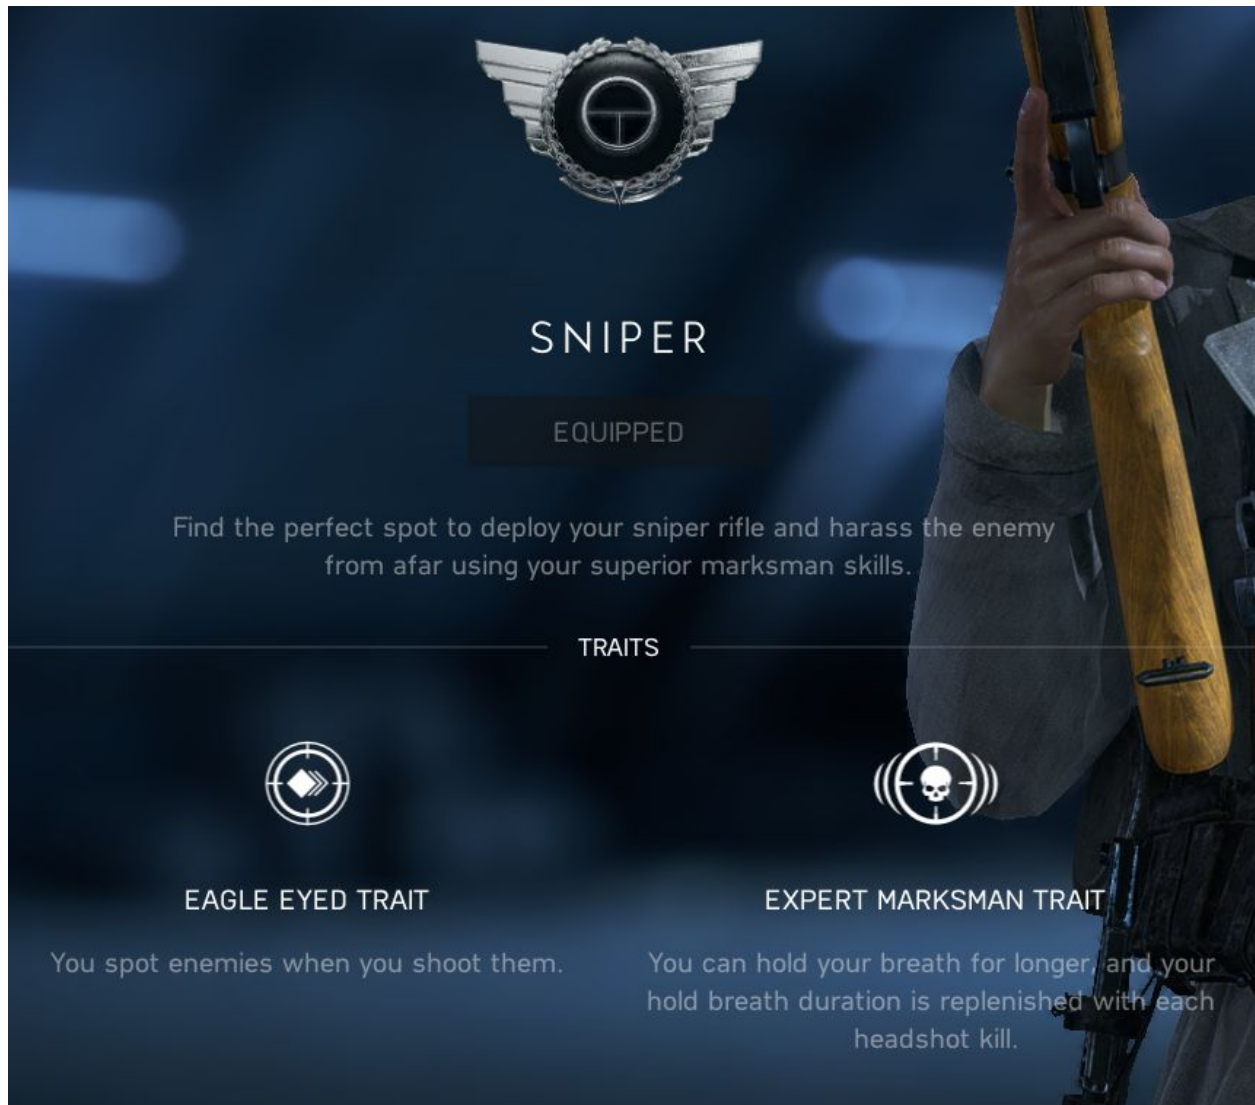 SNIPER
EQUIPPED
Find the perfect spot to deploy your sniper rifle and harass the enemy
from afar using your superior marksman skills.
TRAITS
EAGLE EYED TRAIT
You spot enemies when you shoot them.
EXPERT MARKSMAN TRAIT
You can hold your breath for longer, and your
hold breath duration is replenished with each
headshot kill.